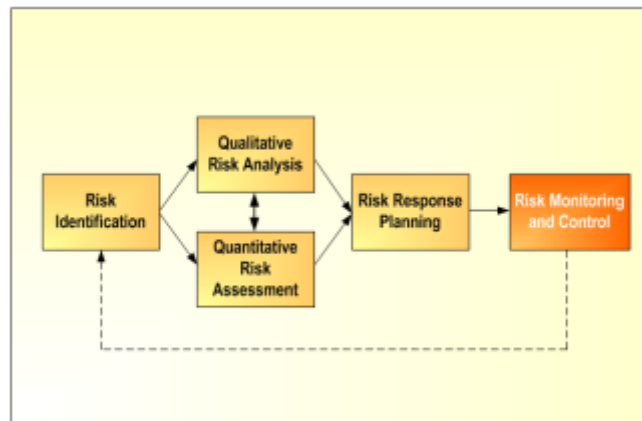 Risk
Identification
Qualitative
Risk Analysis
Quantitative
Risk
Assessment
Risk Response
Planning
Risk Monitoring
and Control